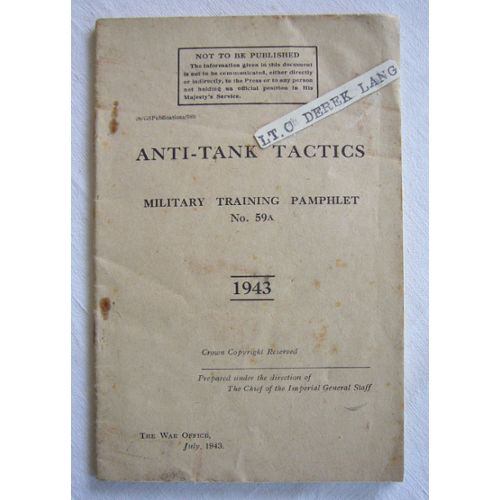 NOT TO BE PUBLISHED
The information given in this document
is not to be communicated, either directly
or indirectly, to the Press or to any person
not holding an official position in His
Majesty's Service.
LT. Cᵒˡ DEREK LANG
ANTI-TANK TACTICS
MILITARY TRAINING PAMPHLET
No. 59A
1943
Crown Copyright Reserved
Prepared under the direction of
The Chief of the Imperial General Staff
THE WAR OFFICE,
July, 1943.